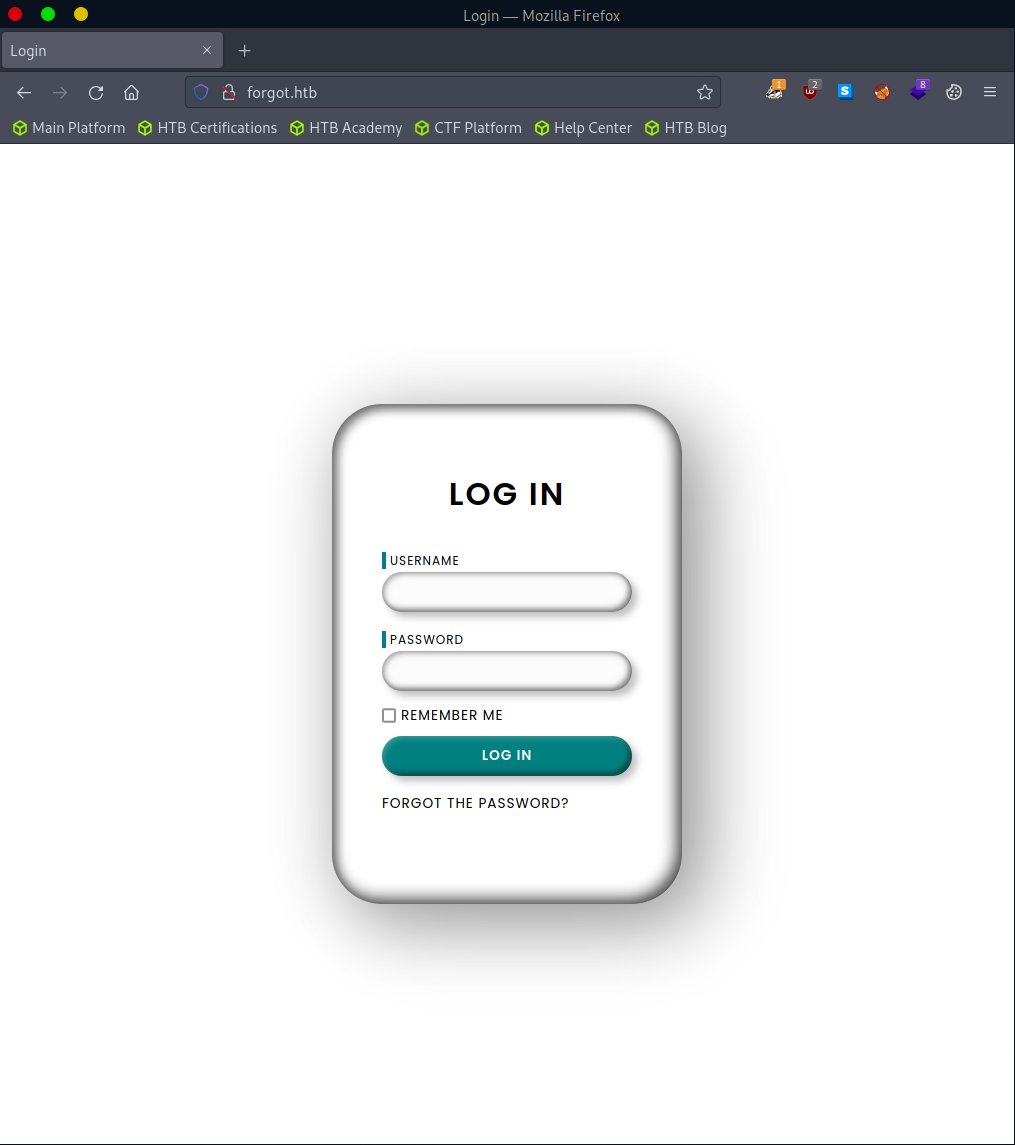 Login — Mozilla Firefox
Login
forgot.htb
1
2
S
8
Main Platform
HTB Certifications
HTB Academy
CTF Platform
Help Center
HTB Blog
LOG IN
USERNAME
PASSWORD
REMEMBER ME
LOG IN
FORGOT THE PASSWORD?